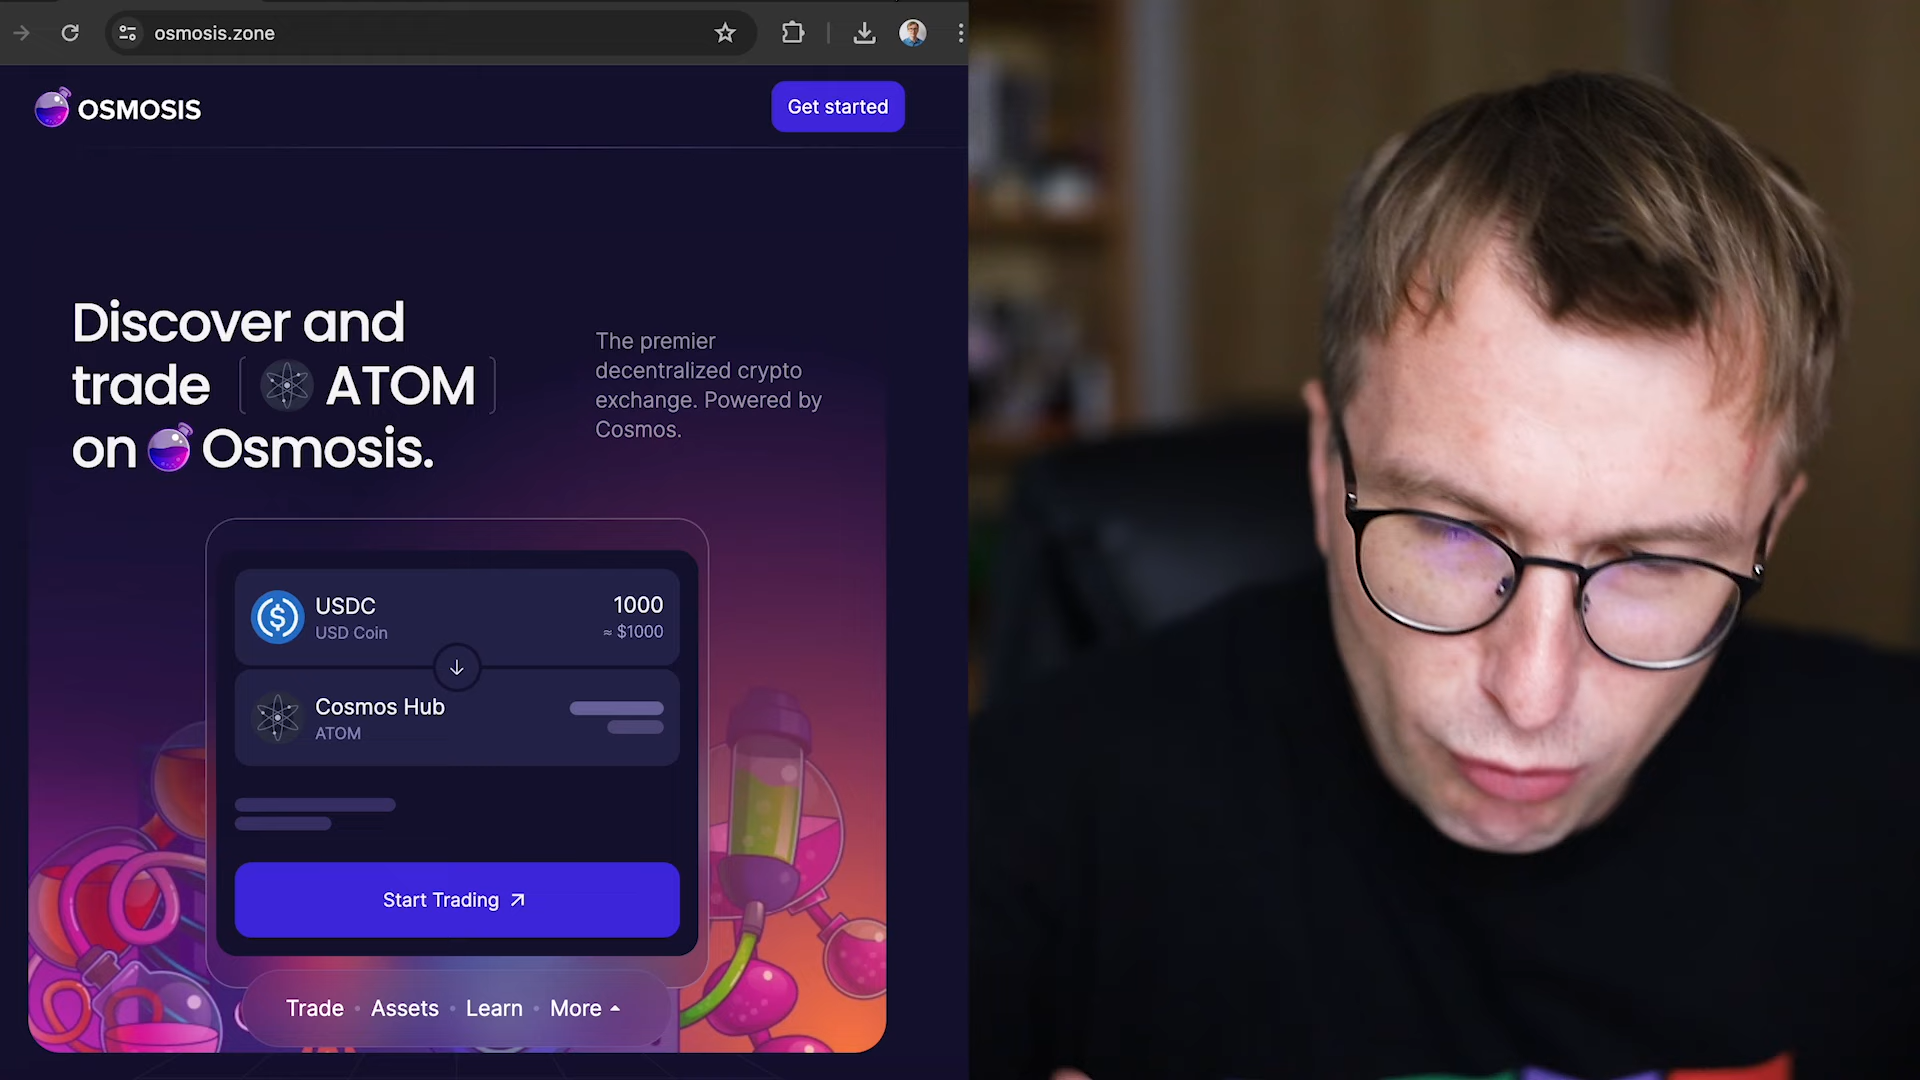 osmosis.zone
OSMOSIS
Get started
Discover and
trade ATOM
on Osmosis.
The premier
decentralized crypto
exchange. Powered by
Cosmos.
USDC
USD Coin
1000
≈ $1000
Cosmos Hub
ATOM
Start Trading
Trade • Assets • Learn • More